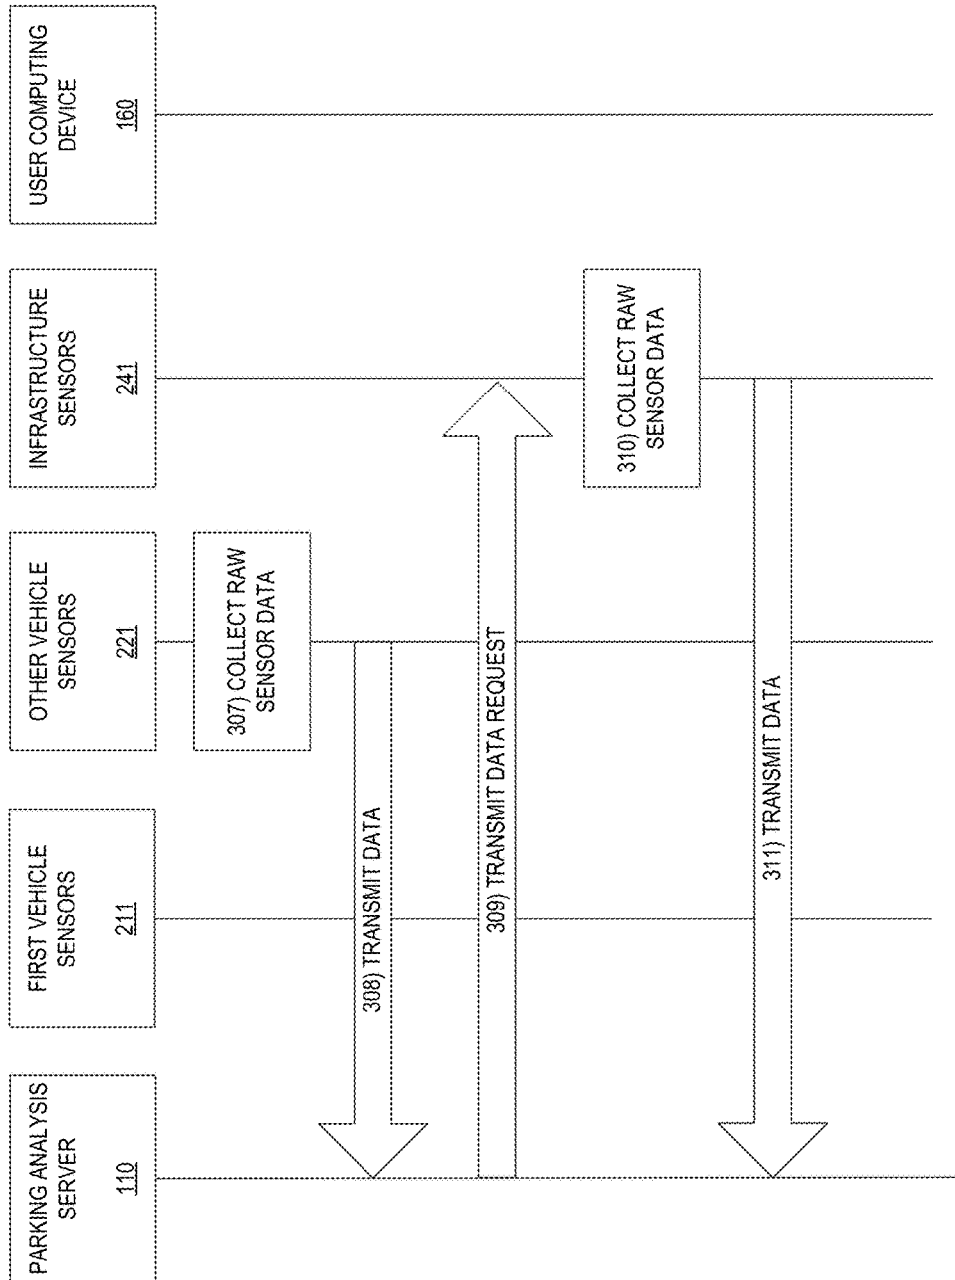 PARKING ANALYSIS
SERVER
110
FIRST VEHICLE
SENSORS
211
OTHER VEHICLE
SENSORS
221
INFRASTRUCTURE
SENSORS
241
USER COMPUTING
DEVICE
160
307) COLLECT RAW
SENSOR DATA
308) TRANSMIT DATA
309) TRANSMIT DATA REQUEST
310) COLLECT RAW
SENSOR DATA
311) TRANSMIT DATA